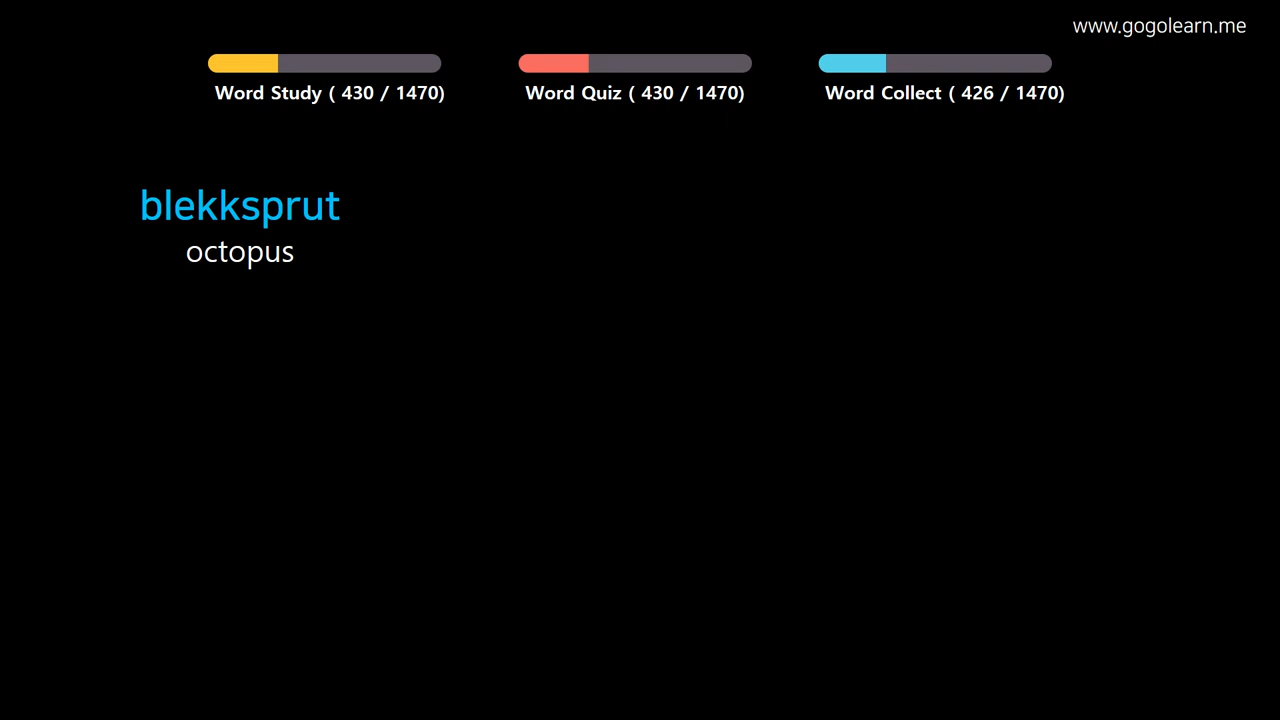 www.gogolearn.me
Word Study ( 430 / 1470)
Word Quiz ( 430 / 1470)
Word Collect ( 426 / 1470)
blekksprut
octopus